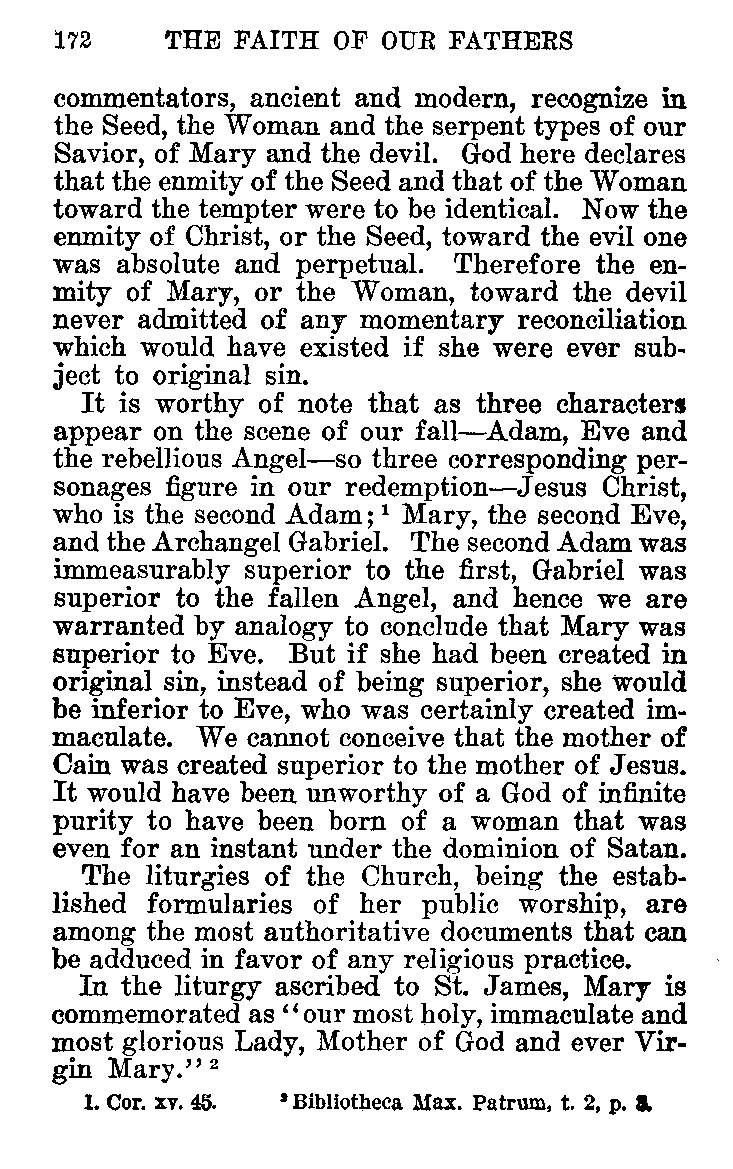 172 THE FAITH OF OUR FATHERS
commentators, ancient and modern, recognize in
the Seed, the Woman and the serpent types of our
Savior, of Mary and the devil. God here declares
that the enmity of the Seed and that of the Woman
toward the tempter were to be identical. Now the
enmity of Christ, or the Seed, toward the evil one
was absolute and perpetual. Therefore the en-
mity of Mary, or the Woman, toward the devil
never admitted of any momentary reconciliation
which would have existed if she were ever sub-
ject to original sin.
It is worthy of note that as three characters
appear on the scene of our fall—Adam, Eve and
the rebellious Angel—so three corresponding per-
sonages figure in our redemption—Jesus Christ,
who is the second Adam;¹ Mary, the second Eve,
and the Archangel Gabriel. The second Adam was
immeasurably superior to the first, Gabriel was
superior to the fallen Angel, and hence we are
warranted by analogy to conclude that Mary was
superior to Eve. But if she had been created in
original sin, instead of being superior, she would
be inferior to Eve, who was certainly created im-
maculate. We cannot conceive that the mother of
Cain was created superior to the mother of Jesus.
It would have been unworthy of a God of infinite
purity to have been born of a woman that was
even for an instant under the dominion of Satan.
The liturgies of the Church, being the estab-
lished formularies of her public worship, are
among the most authoritative documents that can
be adduced in favor of any religious practice.
In the liturgy ascribed to St. James, Mary is
commemorated as "our most holy, immaculate and
most glorious Lady, Mother of God and ever Vir-
gin Mary." ²
1. Cor. xv. 45. ² Bibliotheca Max. Patrum, t. 2, p. 3.